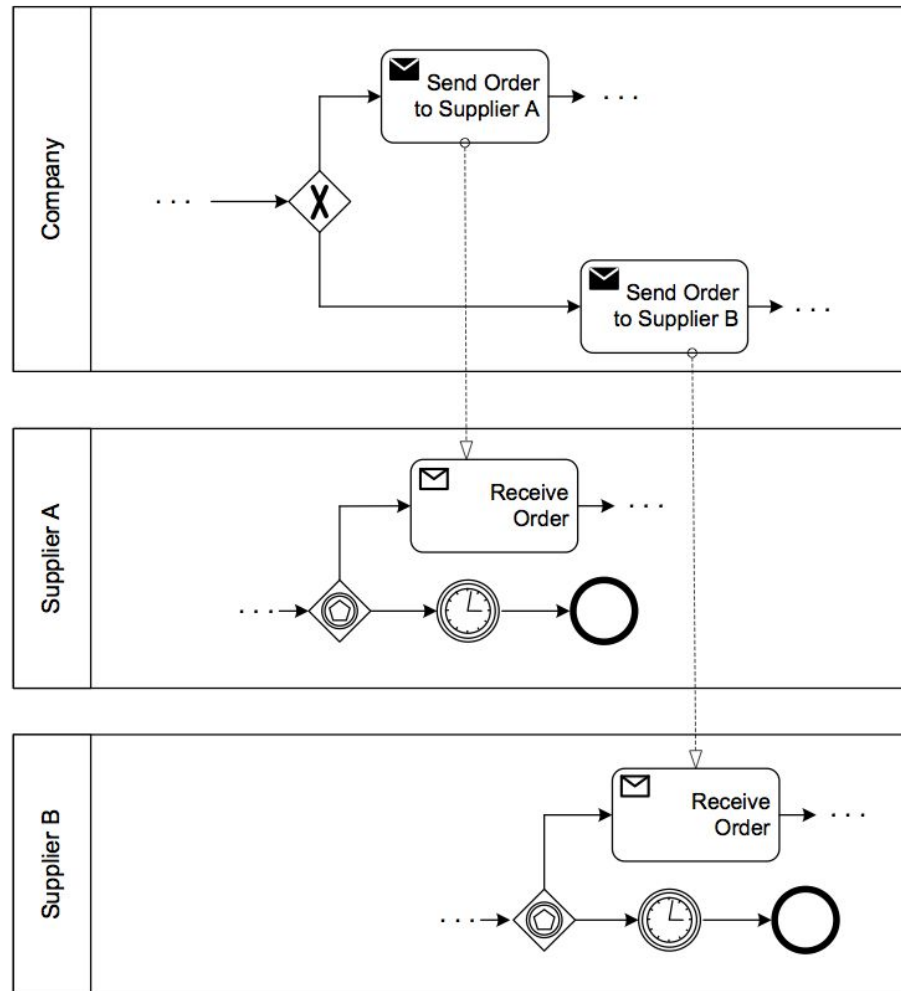 Company
Send Order
to Supplier A
. . .
. . .
Send Order
to Supplier B
. . .
Supplier A
Receive
Order
. . .
. . .
Supplier B
Receive
Order
. . .
. . .